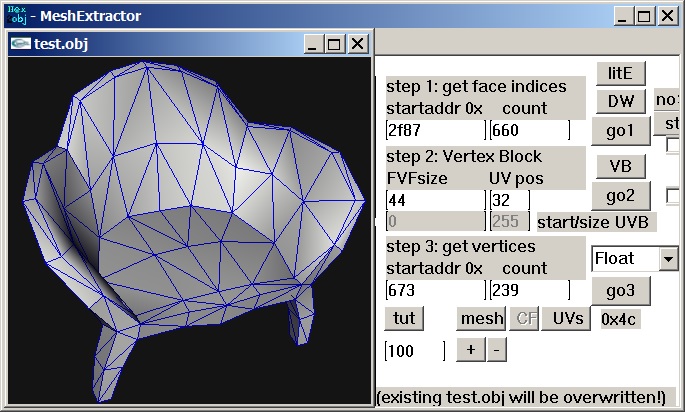 Hex
obj - MeshExtractor
test.obj
step 1: get face indices
startaddr 0x count
2f87 660
litE
DW
go1
no
st
step 2: Vertex Block
FVFsize UV pos
44 32
0 255 start/size UVB
VB
go2
step 3: get vertices
startaddr 0x count
673 239
Float
go3
tut mesh CF UVs 0x4c
100 + -
(existing test.obj will be overwritten!)